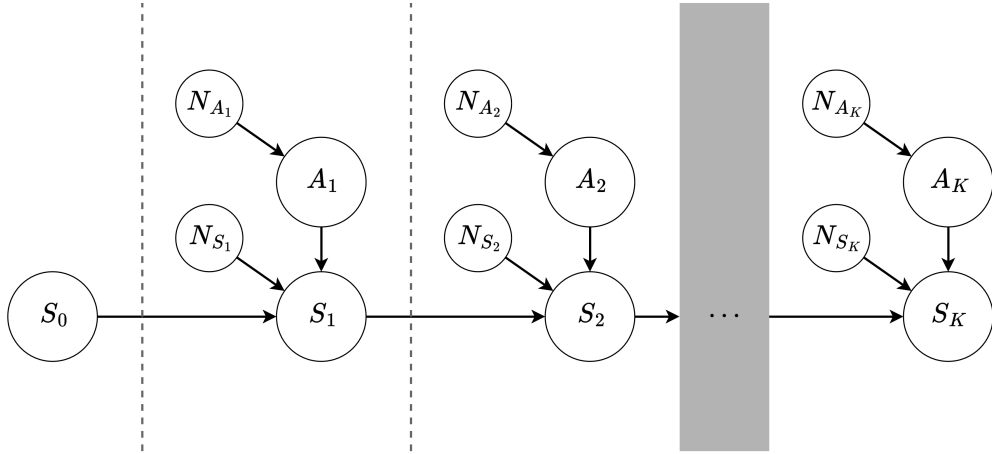 N_{A_1} N_{A_2} N_{A_K}
A_1 A_2 A_K
N_{S_1} N_{S_2} N_{S_K}
S_0 S_1 S_2 ... S_K